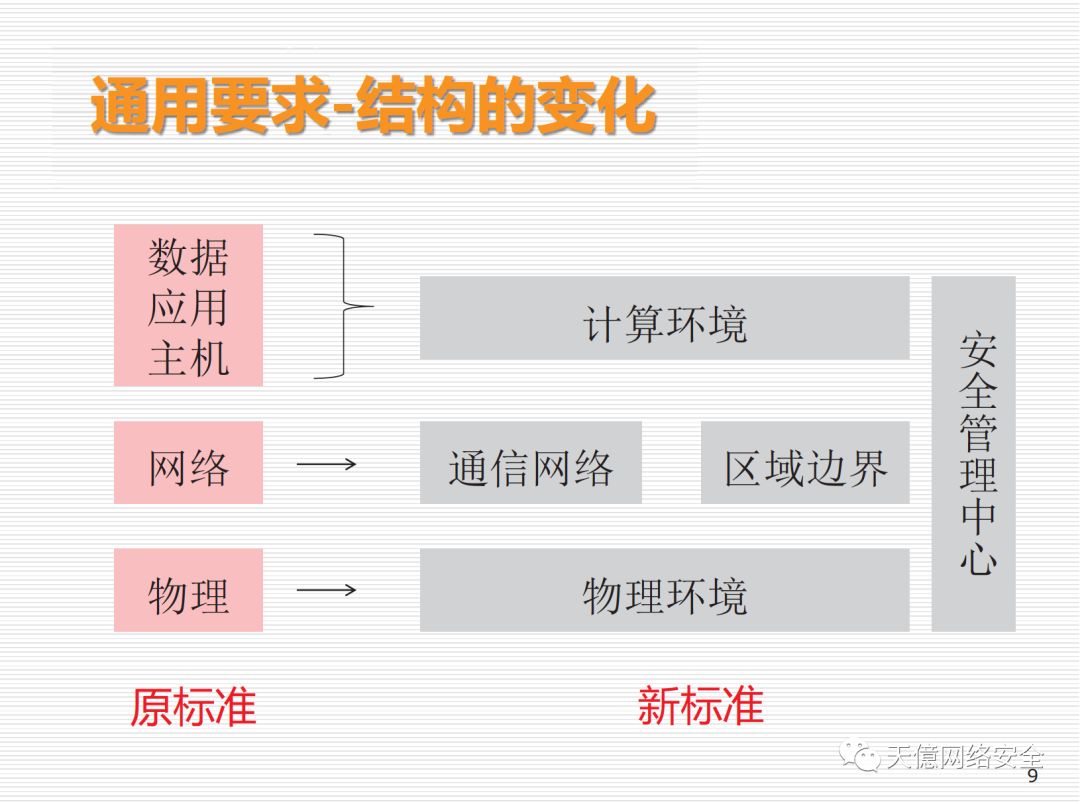 通用要求-结构的变化
数据
应用
主机
计算环境
网络
通信网络
区域边界
物理
物理环境
安全管理中心
原标准
新标准
天億网络安全
9